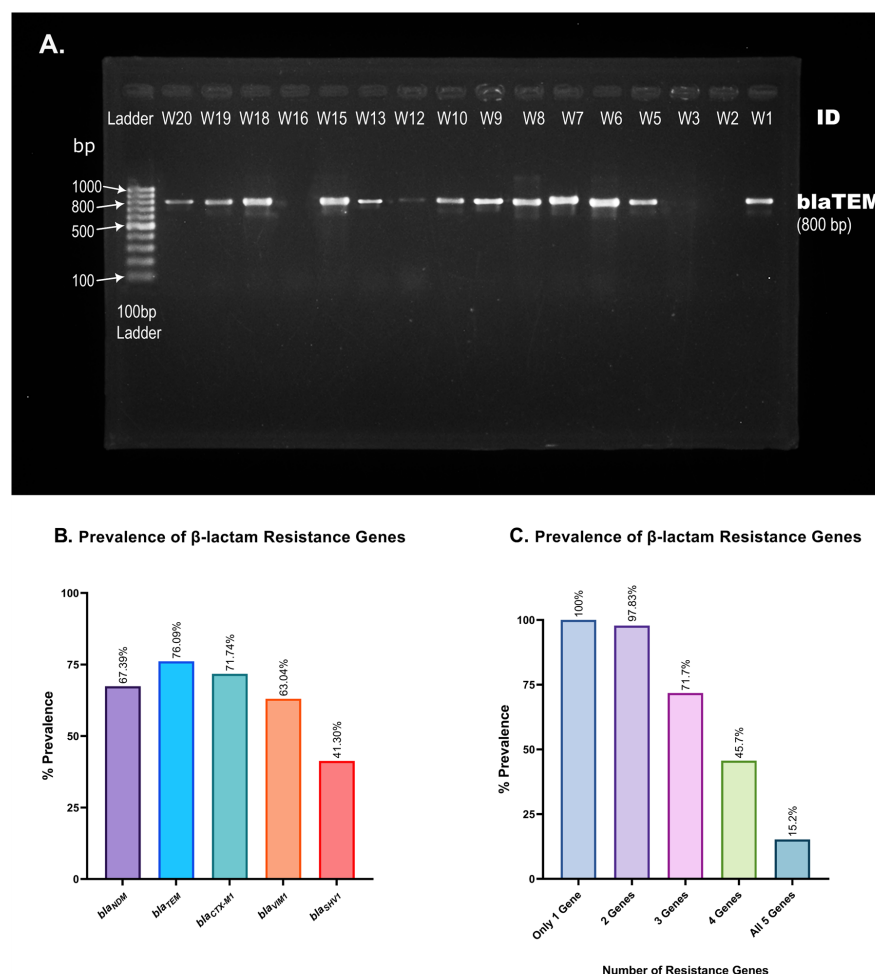 A.
Ladder W20 W19 W18 W16 W15 W13 W12 W10 W9 W8 W7 W6 W5 W3 W2 W1 ID
bp
1000
800
500
100
blaTEM
(800 bp)
100bp
Ladder
B. Prevalence of β-lactam Resistance Genes
% Prevalence
100
75
50
25
0
67.39%
76.09%
71.74%
63.04%
41.30%
blaNDM
blaTEM
blaCTX-M1
blaVIM1
blaSHV1
C. Prevalence of β-lactam Resistance Genes
% Prevalence
100
75
50
25
0
100%
97.83%
71.7%
45.7%
15.2%
Only 1 Gene
2 Genes
3 Genes
4 Genes
All 5 Genes
Number of Resistance Genes